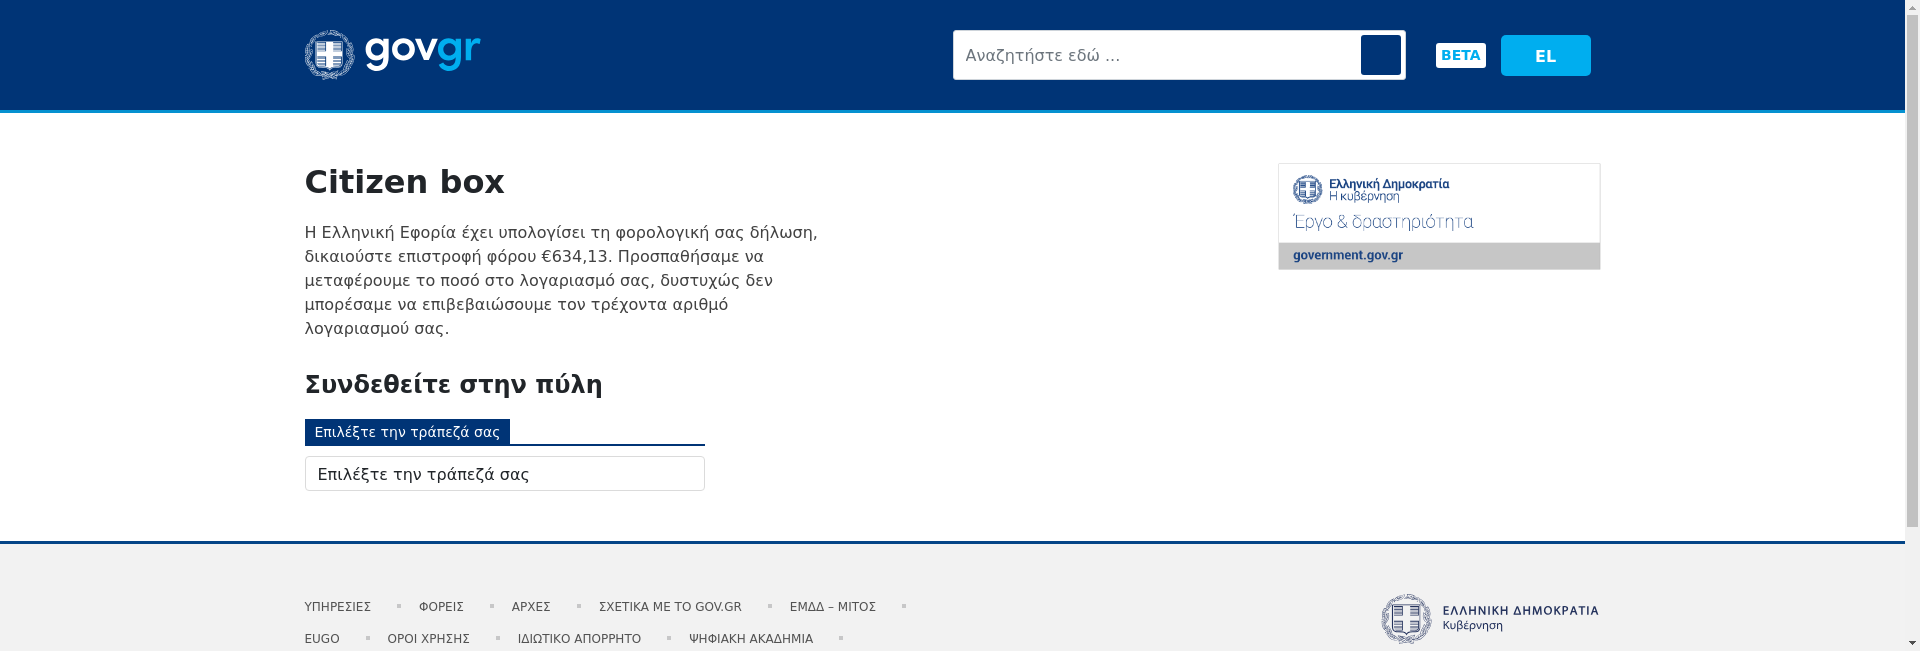 govgr
Αναζητήστε εδώ ...
BETA
EL
Citizen box
Η Ελληνική Εφορία έχει υπολογίσει τη φορολογική σας δήλωση,
δικαιούστε επιστροφή φόρου €634,13. Προσπαθήσαμε να
μεταφέρουμε το ποσό στο λογαριασμό σας, δυστυχώς δεν
μπορέσαμε να επιβεβαιώσουμε τον τρέχοντα αριθμό
λογαριασμού σας.
Ελληνική Δημοκρατία
Η κυβέρνηση
Έργο & δραστηριότητα
government.gov.gr
Συνδεθείτε στην πύλη
Επιλέξτε την τράπεζά σας
Επιλέξτε την τράπεζά σας
ΥΠΗΡΕΣΙΕΣ ΦΟΡΕΙΣ ΑΡΧΕΣ ΣΧΕΤΙΚΑ ΜΕ ΤΟ GOV.GR ΕΜΔΔ – ΜΙΤΟΣ
EUGO ΟΡΟΙ ΧΡΗΣΗΣ ΙΔΙΩΤΙΚΟ ΑΠΟΡΡΗΤΟ ΨΗΦΙΑΚΗ ΑΚΑΔΗΜΙΑ
ΕΛΛΗΝΙΚΗ ΔΗΜΟΚΡΑΤΙΑ
Κυβέρνηση